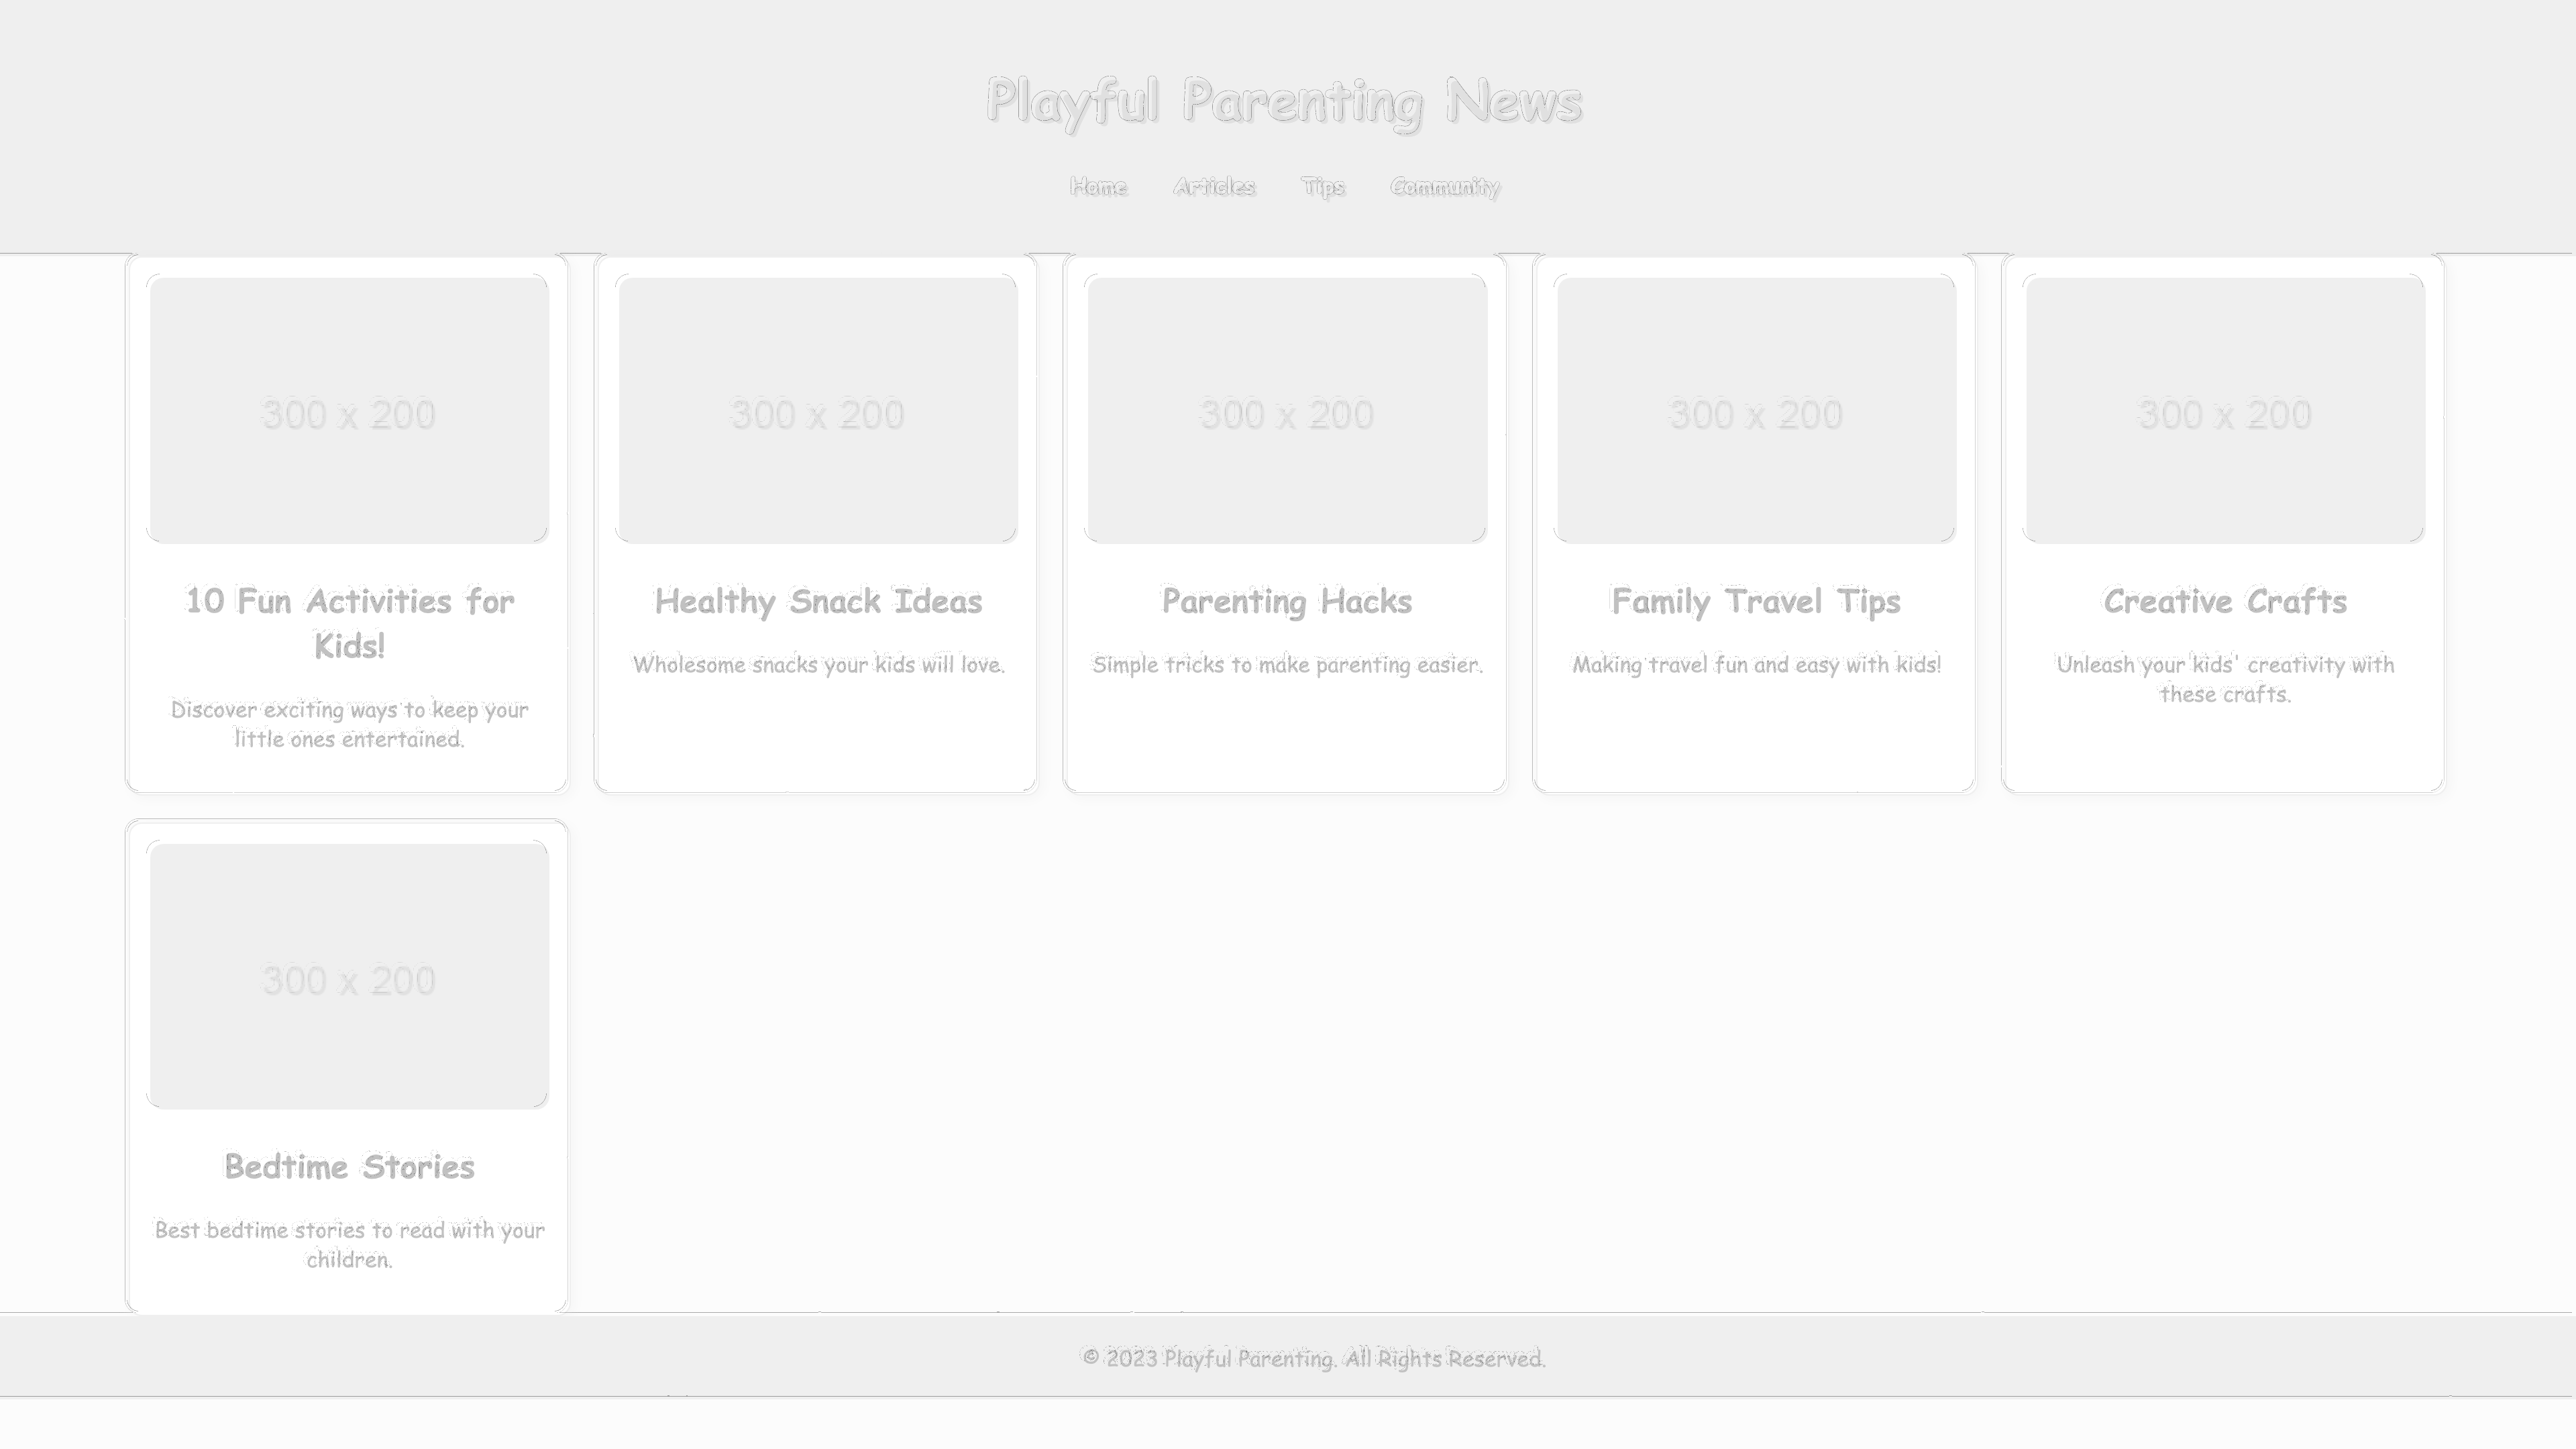 Playful Parenting News
Home Articles Tips Community
300 x 200
10 Fun Activities for
Kids!
Discover exciting ways to keep your
little ones entertained.
300 x 200
Healthy Snack Ideas
Wholesome snacks your kids will love.
300 x 200
Parenting Hacks
Simple tricks to make parenting easier.
300 x 200
Family Travel Tips
Making travel fun and easy with kids!
300 x 200
Creative Crafts
Unleash your kids' creativity with
these crafts.
300 x 200
Bedtime Stories
Best bedtime stories to read with your
children.
© 2023 Playful Parenting. All Rights Reserved.